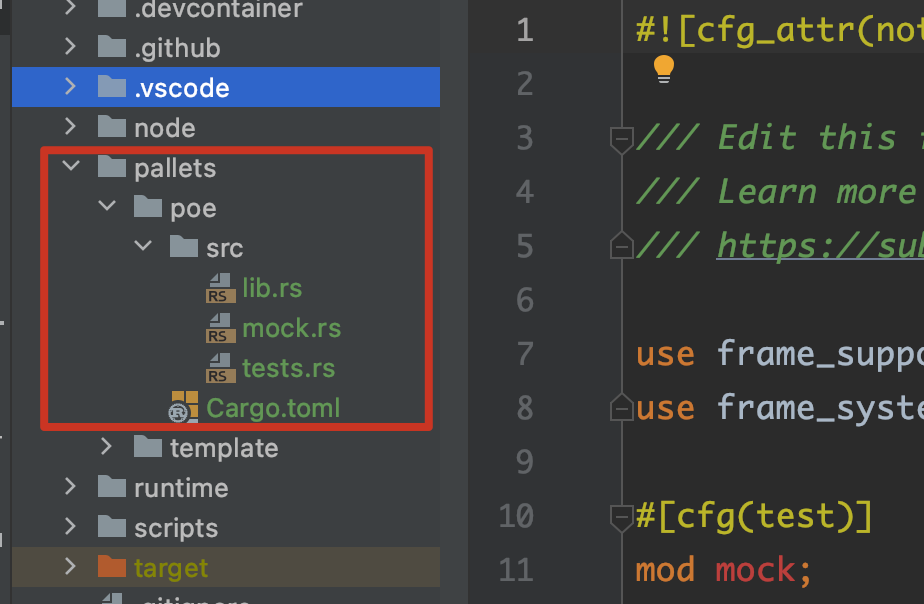 .devcontainer
.github
.vscode
node
pallets
poe
src
RS lib.rs
RS mock.rs
RS tests.rs
Cargo.toml
template
runtime
scripts
target
.gitignore
1 #![cfg_attr(not
2
3 /// Edit this
4 /// Learn more
5 /// https://sub
6
7 use frame_suppo
8 use frame_syste
9
10 #[cfg(test)]
11 mod mock;